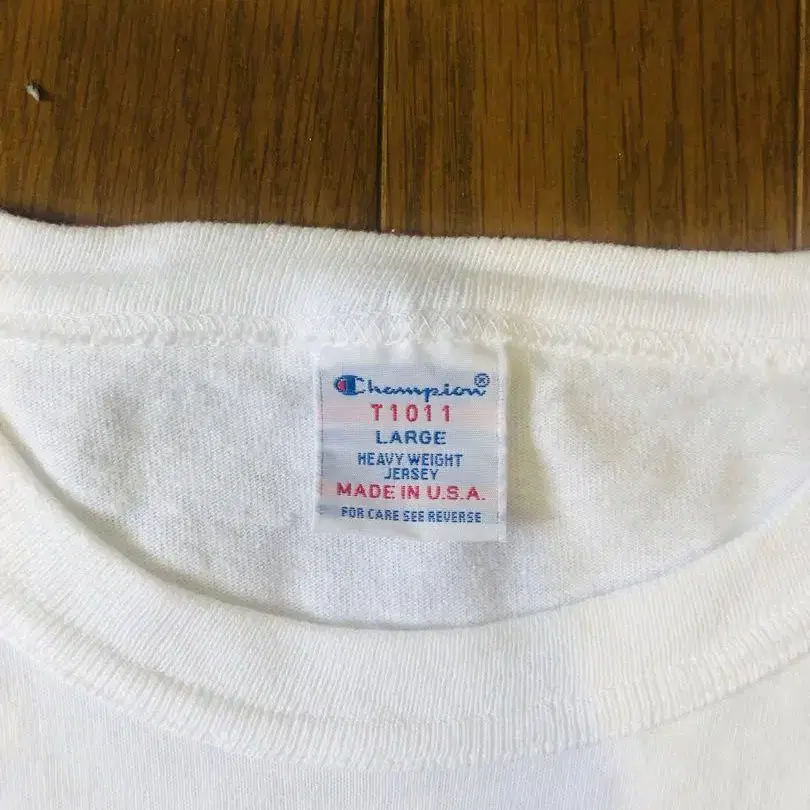 Champion®
T1011
LARGE
HEAVY WEIGHT
JERSEY
MADE IN U.S.A.
FOR CARE SEE REVERSE